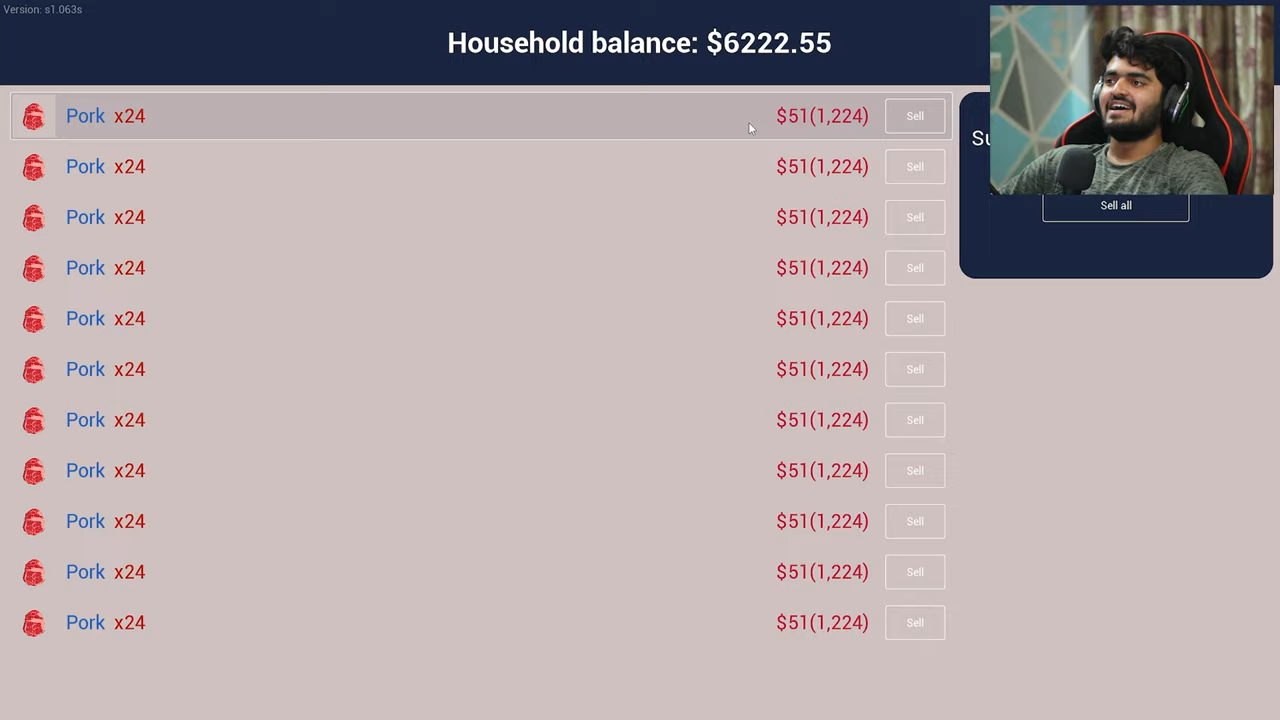 Version: s1.063s
Household balance: $6222.55
Pork x24 $51(1,224) Sell
Pork x24 $51(1,224) Sell
Pork x24 $51(1,224) Sell
Pork x24 $51(1,224) Sell
Pork x24 $51(1,224) Sell
Pork x24 $51(1,224) Sell
Pork x24 $51(1,224) Sell
Pork x24 $51(1,224) Sell
Pork x24 $51(1,224) Sell
Pork x24 $51(1,224) Sell
Pork x24 $51(1,224) Sell
Sell all